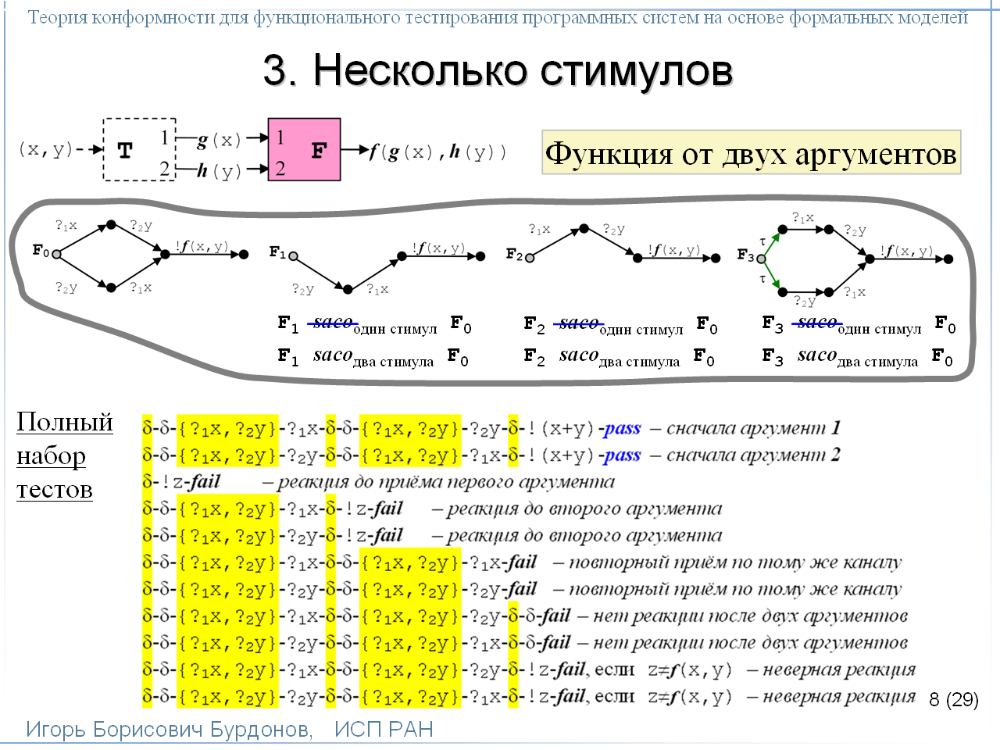 Теория конформности для функционального тестирования программных систем на основе формальных моделей
3. Несколько стимулов
(x,y) T 1 g(x) 1 F f(g(x),h(y))
2 h(y) 2
Функция от двух аргументов
F₀ ?₁x ?₂y !f(x,y) ?₂y ?₁x
F₁ ?₂y ?₁x !f(x,y)
F₂ ?₁x ?₂y !f(x,y)
F₃ τ ?₁x ?₂y !f(x,y) τ ?₂y ?₁x
F₁ saco один стимул F₀
F₁ saco два стимула F₀
F₂ saco один стимул F₀
F₂ saco два стимула F₀
F₃ saco один стимул F₀
F₃ saco два стимула F₀
Полный
набор
тестов
δ-δ-{?₁x,?₂y}-?₁x-δ-δ-{?₁x,?₂y}-?₂y-δ-!(x+y)-pass – сначала аргумент 1
δ-δ-{?₁x,?₂y}-?₂y-δ-δ-{?₁x,?₂y}-?₁x-δ-!(x+y)-pass – сначала аргумент 2
δ-!z-fail – реакция до приёма первого аргумента
δ-δ-{?₁x,?₂y}-?₁x-δ-!z-fail – реакция до второго аргумента
δ-δ-{?₁x,?₂y}-?₂y-δ-!z-fail – реакция до второго аргумента
δ-δ-{?₁x,?₂y}-?₁x-δ-δ-{?₁x,?₂y}-?₁x-fail – повторный приём по тому же каналу
δ-δ-{?₁x,?₂y}-?₂y-δ-δ-{?₁x,?₂y}-?₂y-fail – повторный приём по тому же каналу
δ-δ-{?₁x,?₂y}-?₁x-δ-δ-{?₁x,?₂y}-?₂y-δ-δ-fail – нет реакции после двух аргументов
δ-δ-{?₁x,?₂y}-?₂y-δ-δ-{?₁x,?₂y}-?₁x-δ-δ-fail – нет реакции после двух аргументов
δ-δ-{?₁x,?₂y}-?₁x-δ-δ-{?₁x,?₂y}-?₂y-δ-!z-fail, если z≠f(x,y) – неверная реакция
δ-δ-{?₁x,?₂y}-?₂y-δ-δ-{?₁x,?₂y}-?₁x-δ-!z-fail, если z≠f(x,y) – неверная реакция
8 (29)
Игорь Борисович Бурдонов, ИСП РАН